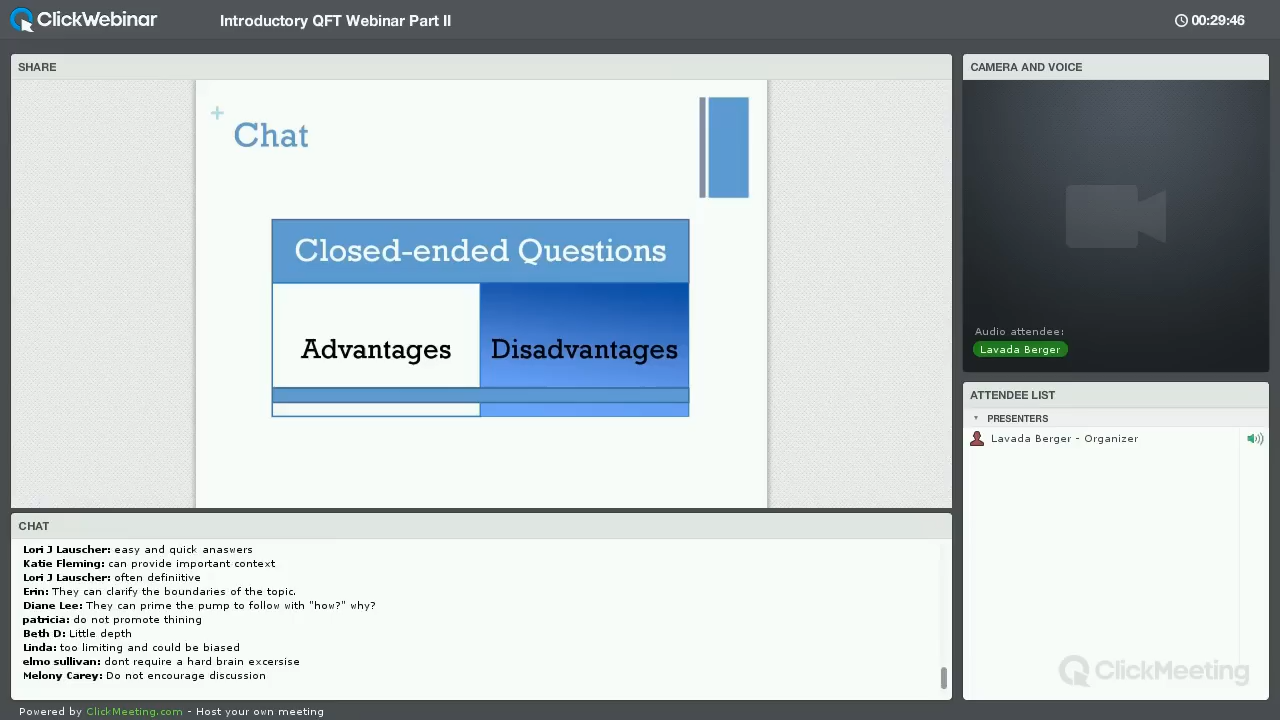 ClickWebinar
Introductory QFT Webinar Part II
00:29:46
SHARE
+
Chat
Closed-ended Questions
Advantages
Disadvantages
CAMERA AND VOICE
Audio attendee:
Lavada Berger
ATTENDEE LIST
PRESENTERS
Lavada Berger - Organizer
CHAT
Lori J Lauscher: easy and quick anaswers
Katie Fleming: can provide important context
Lori J Lauscher: often definiitive
Erin: They can clarify the boundaries of the topic.
Diane Lee: They can prime the pump to follow with "how?" why?
patricia: do not promote thining
Beth D: Little depth
Linda: too limiting and could be biased
elmo sullivan: dont require a hard brain excersise
Melony Carey: Do not encourage discussion
ClickMeeting
Powered by ClickMeeting.com - Host your own meeting